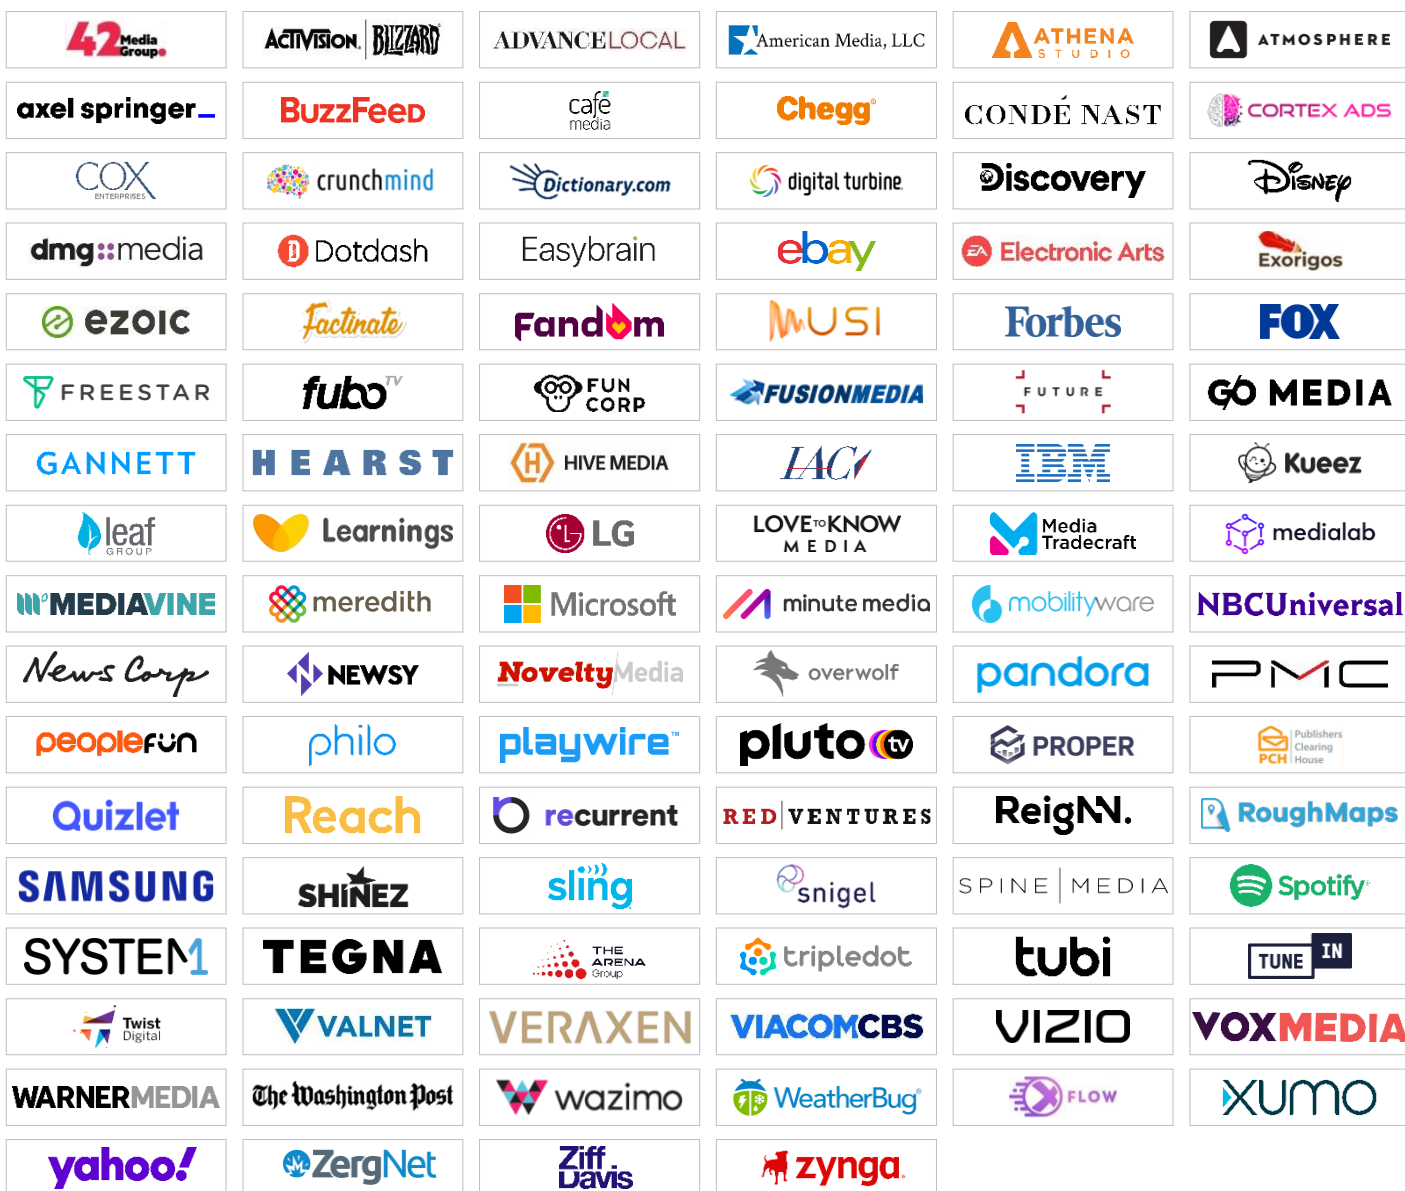 42 Media Group.
ACTIVISION. BLIZZARD
ADVANCELOCAL
American Media, LLC
ATHENA STUDIO
ATMOSPHERE
axel springer_
BuzzFeed
café media
Chegg®
CONDÉ NAST
CORTEX ADS
COX ENTERPRISES
crunchmind
Dictionary.com
digital turbine.
Discovery
Disney
dmg::media
Dotdash
Easybrain
ebay
EA Electronic Arts
Exorigos
ezoic
Factinate
Fandom
MUSI
Forbes
FOX
FREESTAR
fubo TV
FUN CORP
FUSIONMEDIA
FUTURE
GO MEDIA
GANNETT
HEARST
H HIVE MEDIA
IAC
IBM
Kueez
leaf GROUP
Learnings
LG
LOVE TO KNOW MEDIA
Media Tradecraft
medialab
MEDIAVINE
meredith
Microsoft
minute media
mobilityware
NBCUniversal
News Corp
NEWSY
NoveltyMedia
overwolf
pandora
PMC
peoplefun
philo
playwire™
pluto tv
PROPER
PCH Publishers Clearing House
Quizlet
Reach
recurrent
RED VENTURES
ReigNN.
RoughMaps
SAMSUNG
SHINEZ
sling
snigel
SPINE MEDIA
Spotify®
SYSTEM1
TEGNA
THE ARENA Group
tripledot
tubi
TUNE IN
Twist Digital
VALNET
VERAXEN
VIACOMCBS
VIZIO
VOXMEDIA
WARNERMEDIA
The Washington Post
wazimo
WeatherBug®
X FLOW
XUMO
yahoo!
ZergNet
Ziff Davis
zynga